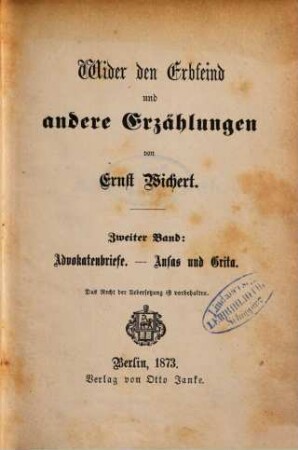 Wider den Erbfeind
und
andere Erzählungen
von
Ernst Wichert.
Zweiter Band:
Advokatenbriefe. — Ansas und Grita.
Das Recht der Uebersetzung ist vorbehalten.
Berlin, 1873.
Verlag von Otto Janke.